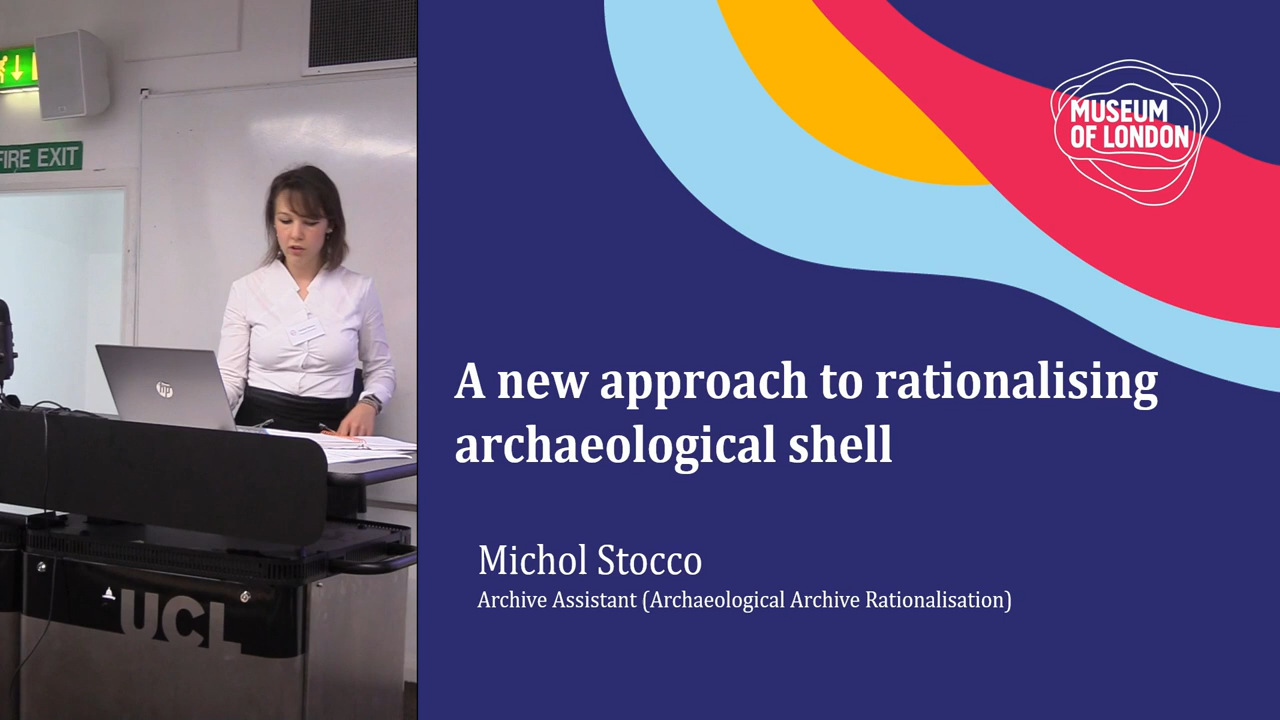 FIRE EXIT
hp
UCL
MUSEUM
OF LONDON
A new approach to rationalising
archaeological shell
Michol Stocco
Archive Assistant (Archaeological Archive Rationalisation)